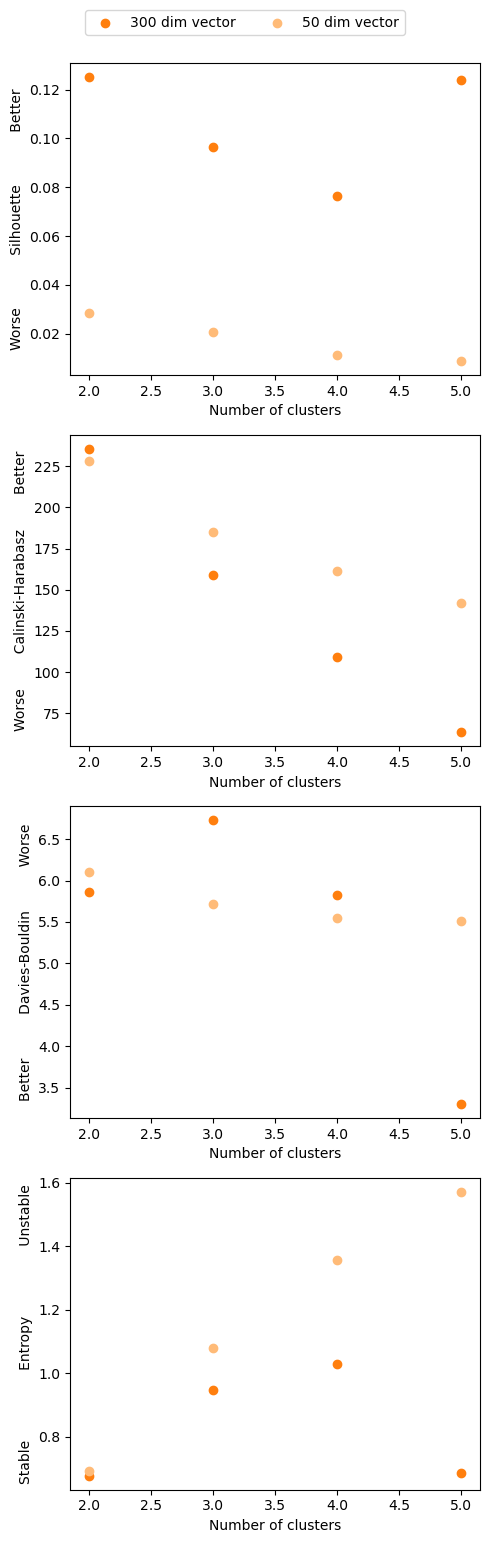 300 dim vector 50 dim vector
0.12
0.10
0.08
0.06
0.04
0.02
Worse Silhouette Better
2.0 2.5 3.0 3.5 4.0 4.5 5.0
Number of clusters
225
200
175
150
125
100
75
Worse Calinski-Harabasz Better
2.0 2.5 3.0 3.5 4.0 4.5 5.0
Number of clusters
6.5
6.0
5.5
5.0
4.5
4.0
3.5
Better Davies-Bouldin Worse
2.0 2.5 3.0 3.5 4.0 4.5 5.0
Number of clusters
1.6
1.4
1.2
1.0
0.8
Stable Entropy Unstable
2.0 2.5 3.0 3.5 4.0 4.5 5.0
Number of clusters